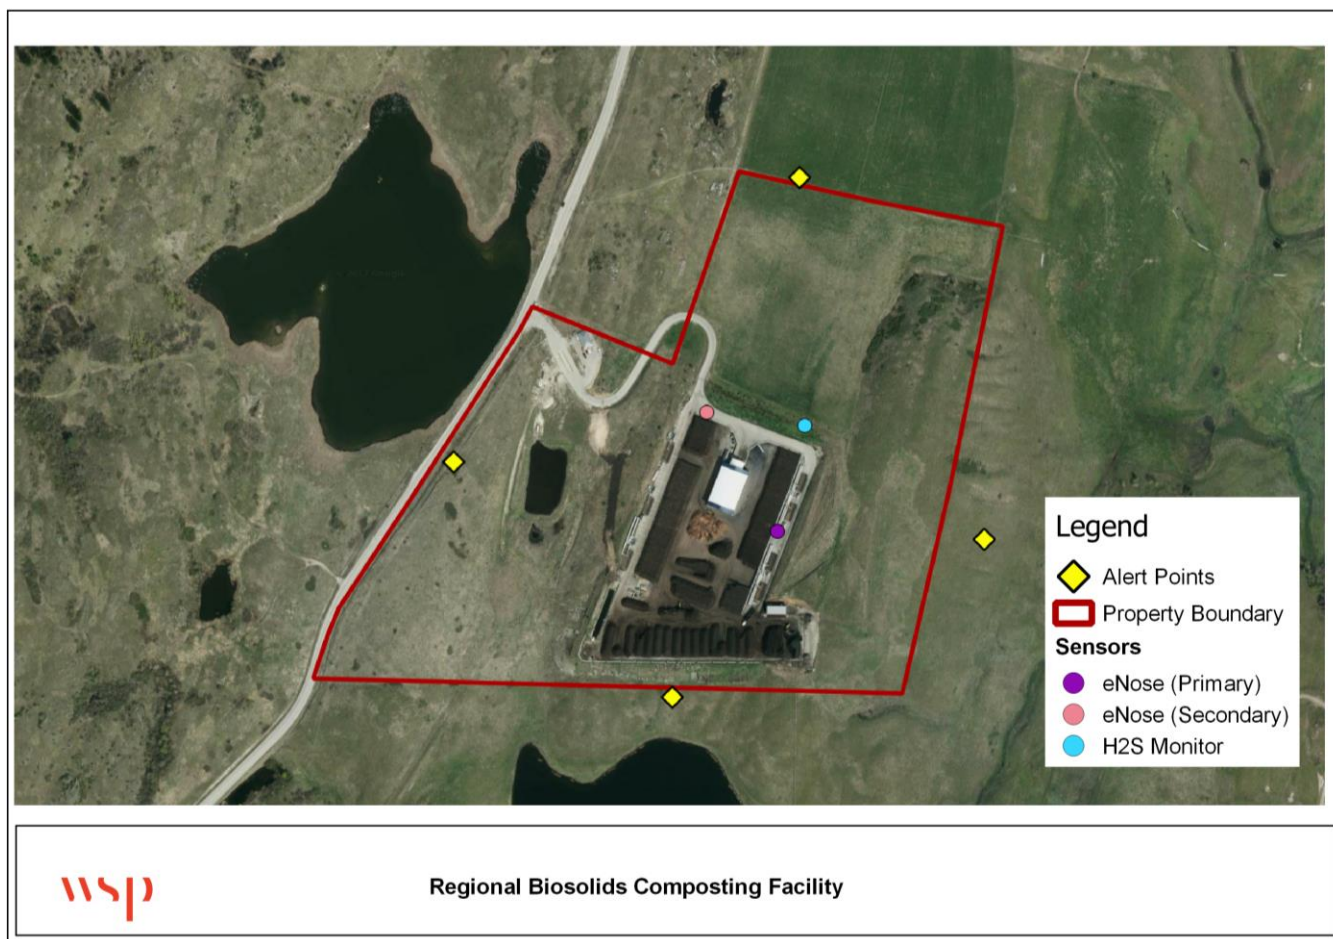 Legend
Alert Points
Property Boundary
Sensors
eNose (Primary)
eNose (Secondary)
H2S Monitor
wsp
Regional Biosolids Composting Facility